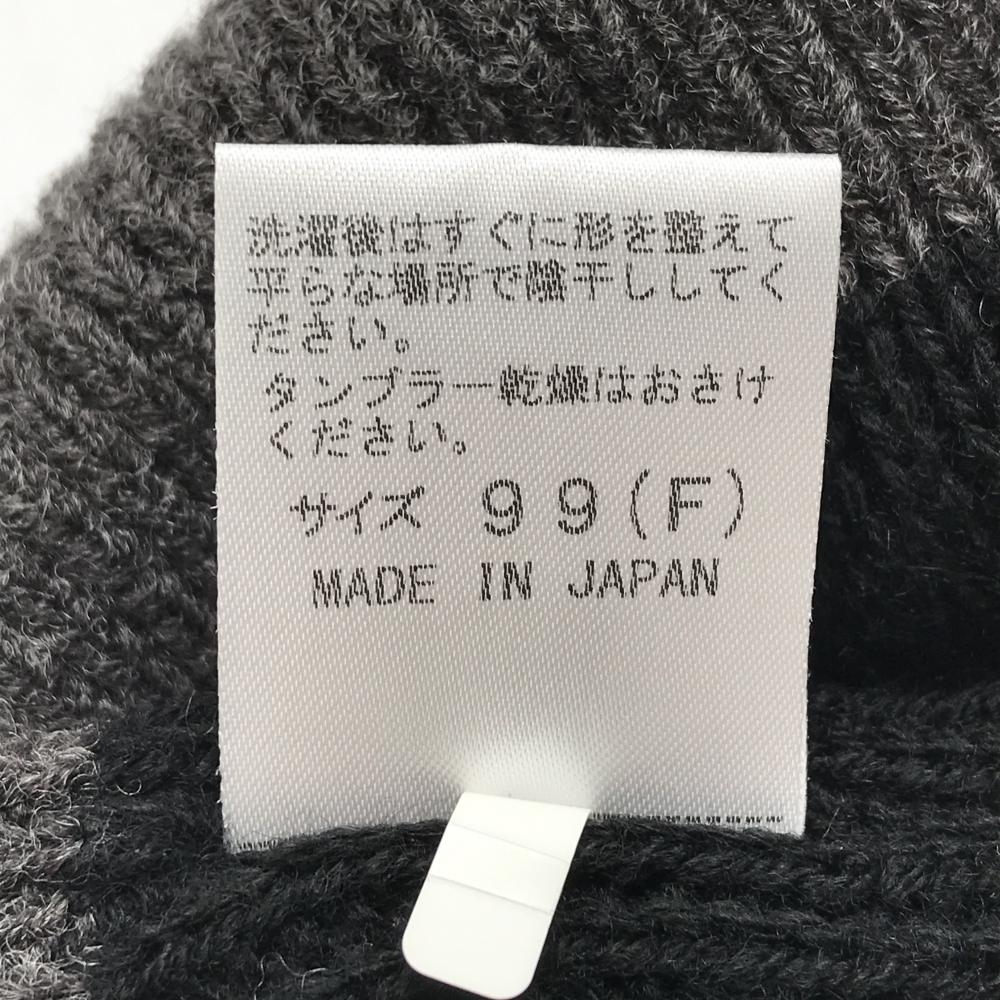 洗濯後はすぐに形を整えて
平らな場所で陰干ししてく
ださい。
タンブラー乾燥はおさけ
ください。
サイズ 99(F)
MADE IN JAPAN